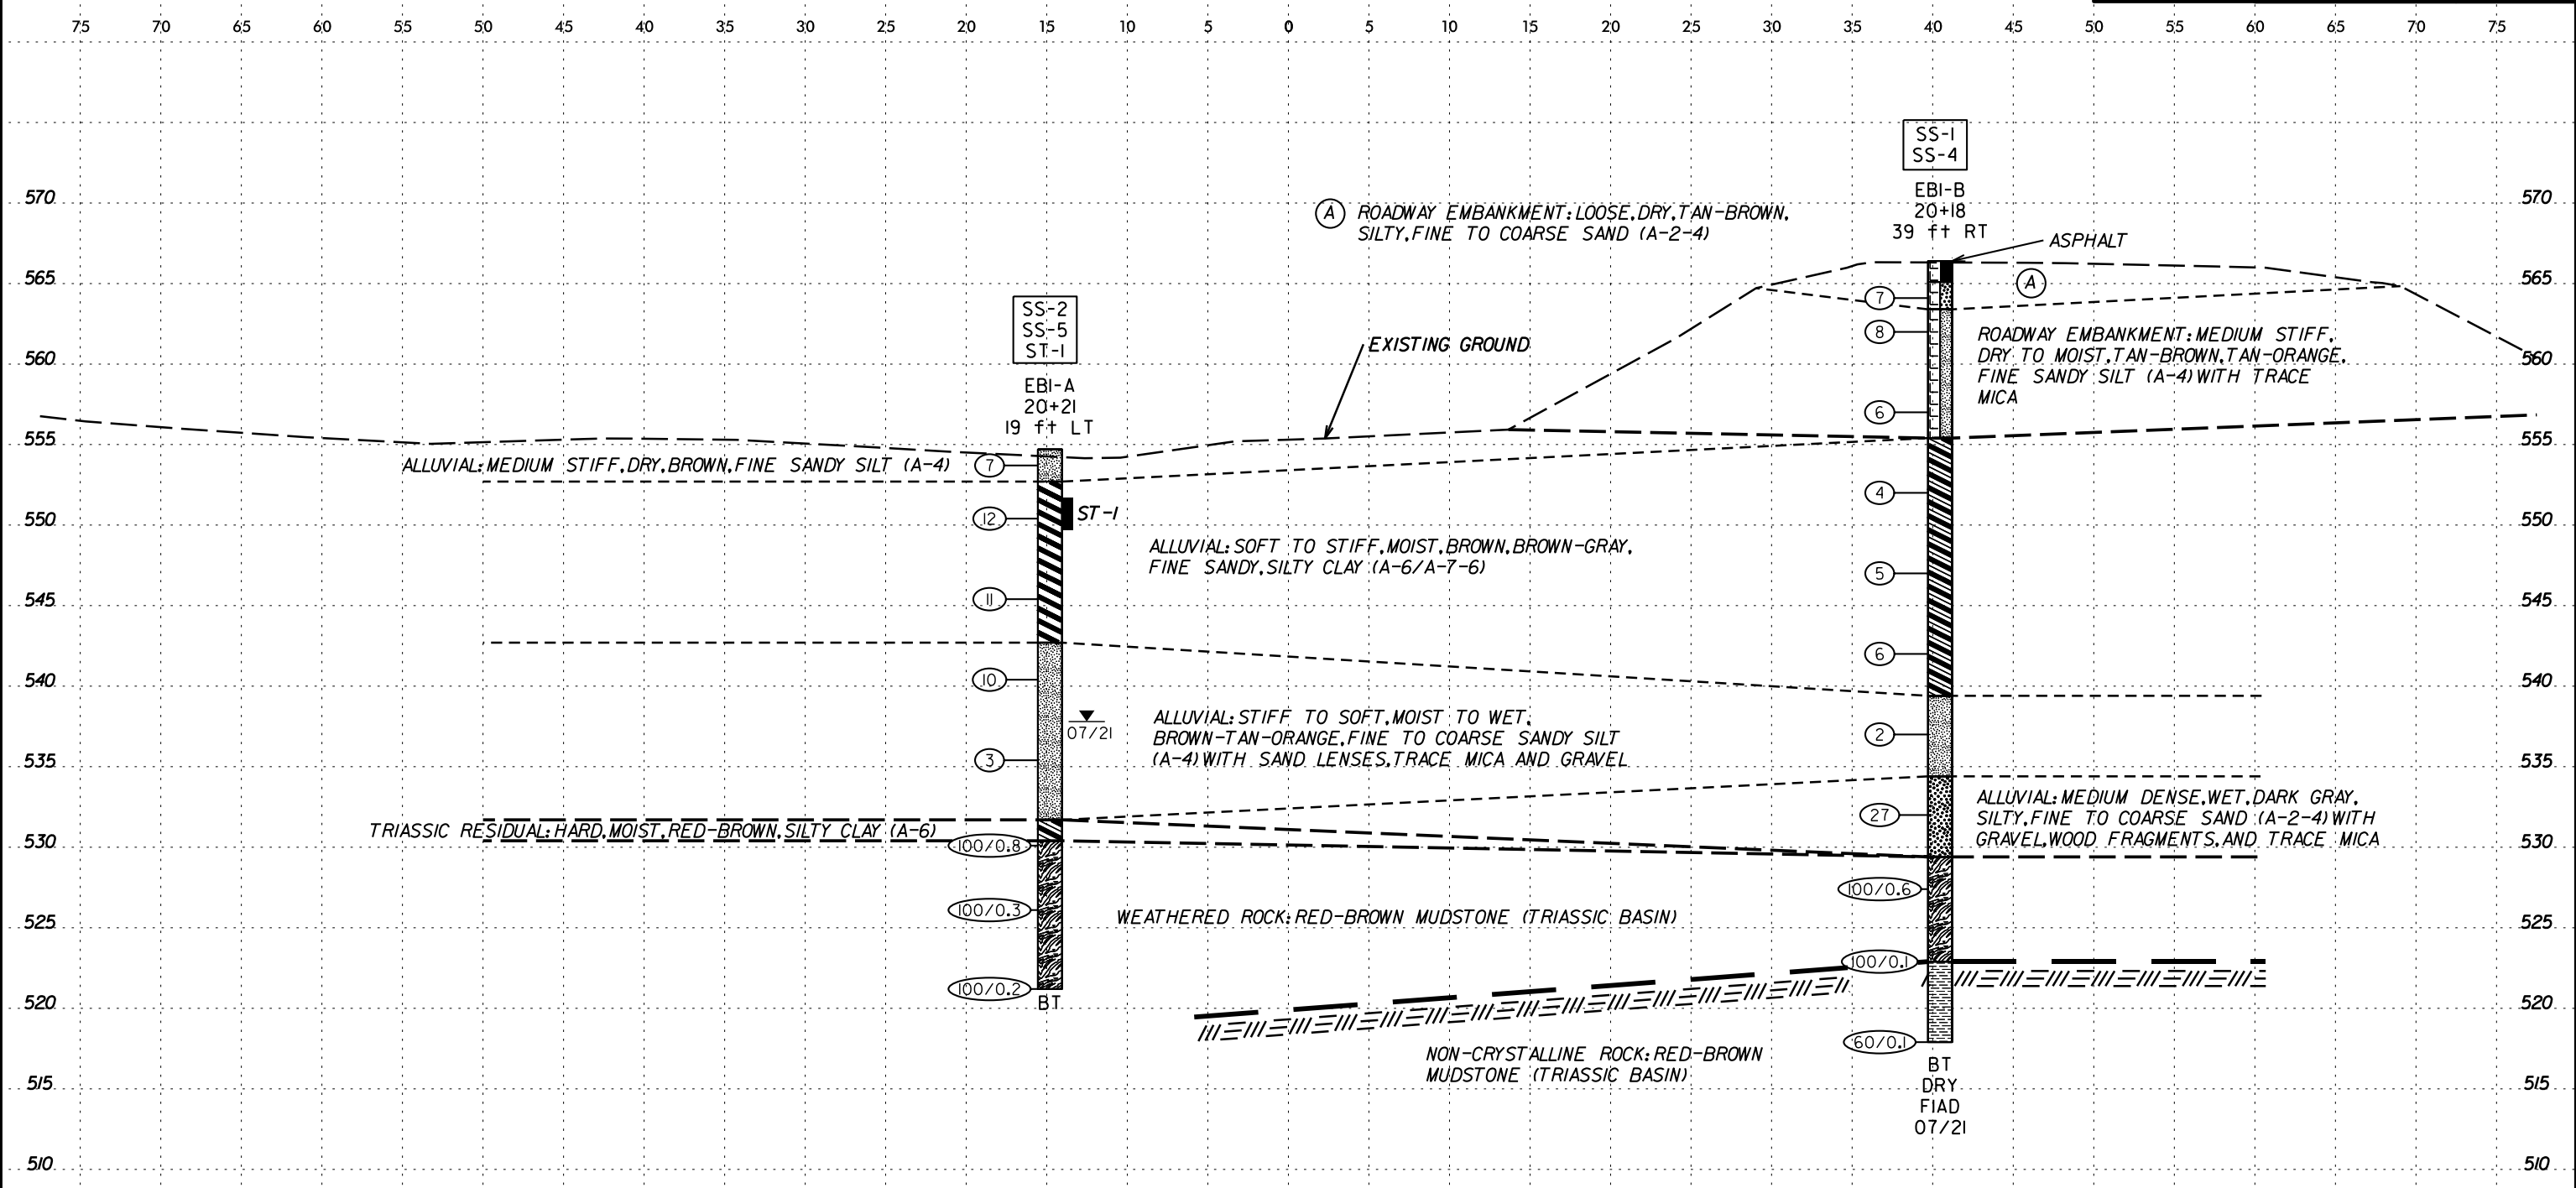 75 70 65 60 55 50 45 40 35 30 25 20 15 10 5 0 5 10 15 20 25 30 35 40 45 50 55 60 65 70 75
SS-1
SS-4
EB1-B
20+18
39 ft RT
570
570
A ROADWAY EMBANKMENT: LOOSE, DRY, TAN-BROWN,
SILTY, FINE TO COARSE SAND (A-2-4)
ASPHALT
565
565
A
7
SS-2
SS-5
ST-1
8
EXISTING GROUND
ROADWAY EMBANKMENT: MEDIUM STIFF,
DRY TO MOIST, TAN-BROWN, TAN-ORANGE,
FINE SANDY SILT (A-4) WITH TRACE
MICA
560
560
EB1-A
20+21
19 ft LT
6
555
555
ALLUVIAL: MEDIUM STIFF, DRY, BROWN, FINE SANDY SILT (A-4)
7
4
12
ST-1
550
550
ALLUVIAL: SOFT TO STIFF, MOIST, BROWN, BROWN-GRAY,
FINE SANDY, SILTY CLAY (A-6/A-7-6)
5
11
545
545
6
10
540
540
07/21
ALLUVIAL: STIFF TO SOFT, MOIST TO WET,
BROWN-TAN-ORANGE, FINE TO COARSE SANDY SILT
(A-4) WITH SAND LENSES, TRACE MICA AND GRAVEL
2
3
535
535
ALLUVIAL: MEDIUM DENSE, WET, DARK GRAY,
SILTY, FINE TO COARSE SAND (A-2-4) WITH
GRAVEL, WOOD FRAGMENTS, AND TRACE MICA
27
TRIASSIC RESIDUAL: HARD, MOIST, RED-BROWN, SILTY CLAY (A-6)
530
530
100/0.8
100/0.6
100/0.3
WEATHERED ROCK: RED-BROWN MUDSTONE (TRIASSIC BASIN)
525
525
100/0.1
100/0.2
BT
520
520
60/0.1
NON-CRYSTALLINE ROCK: RED-BROWN
MUDSTONE (TRIASSIC BASIN)
BT
DRY
FIAD
07/21
515
515
510
510